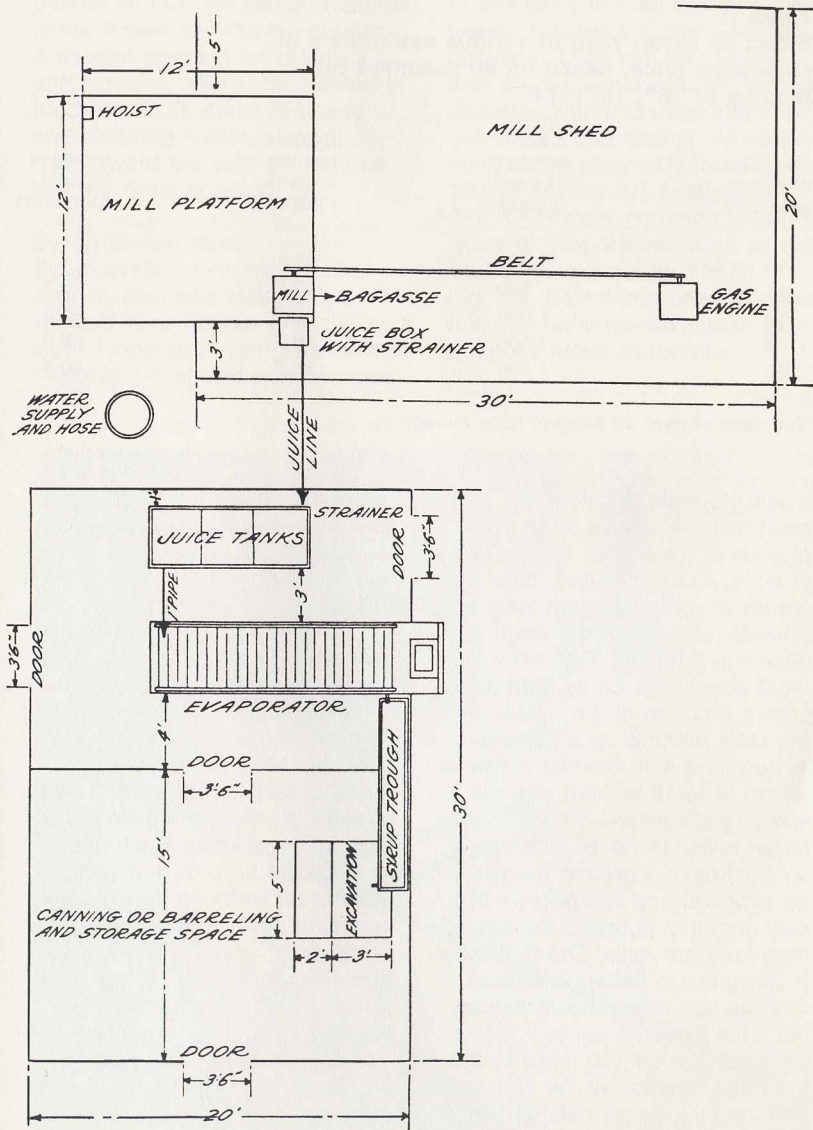 5'
12'
HOIST
MILL SHED
12'
MILL PLATFORM
20'
BELT
MILL
BAGASSE
GAS
ENGINE
JUICE BOX
WITH STRAINER
3'
WATER
SUPPLY
AND HOSE
30'
JUICE
LINE
1'
STRAINER
JUICE TANKS
DOOR
3'6"
1" PIPE
3'
3'6"
DOOR
EVAPORATOR
4'
DOOR
3'6"
SYRUP TROUGH
30'
15'
5'
EXCAVATION
CANNING OR BARRELING
AND STORAGE SPACE
2'
3'
DOOR
3'6"
20'